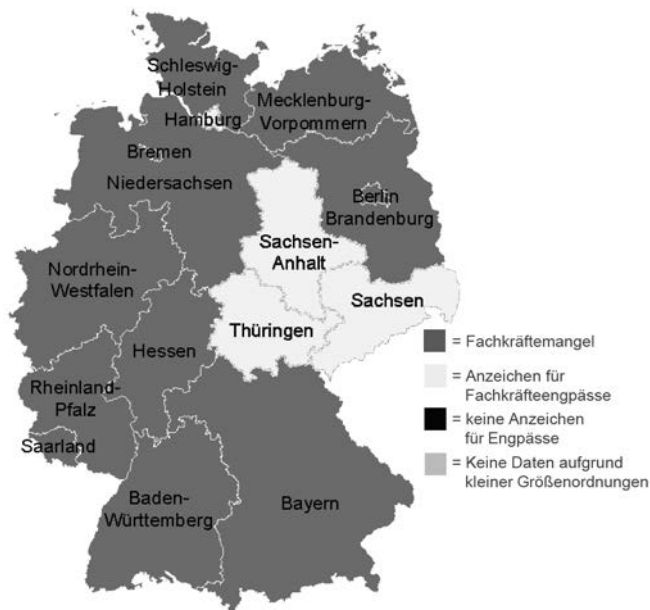 Schleswig-
Holstein
Mecklenburg-
Vorpommern
Hamburg
Bremen
Niedersachsen
Berlin
Brandenburg
Sachsen-
Anhalt
Nordrhein-
Westfalen
Sachsen
Thüringen
Hessen
Rheinland-
Pfalz
Saarland
Baden-
Württemberg
Bayern
= Fachkräftemangel
= Anzeichen für
Fachkräfteengpässe
= keine Anzeichen
für Engpässe
= Keine Daten aufgrund
kleiner Größenordnungen